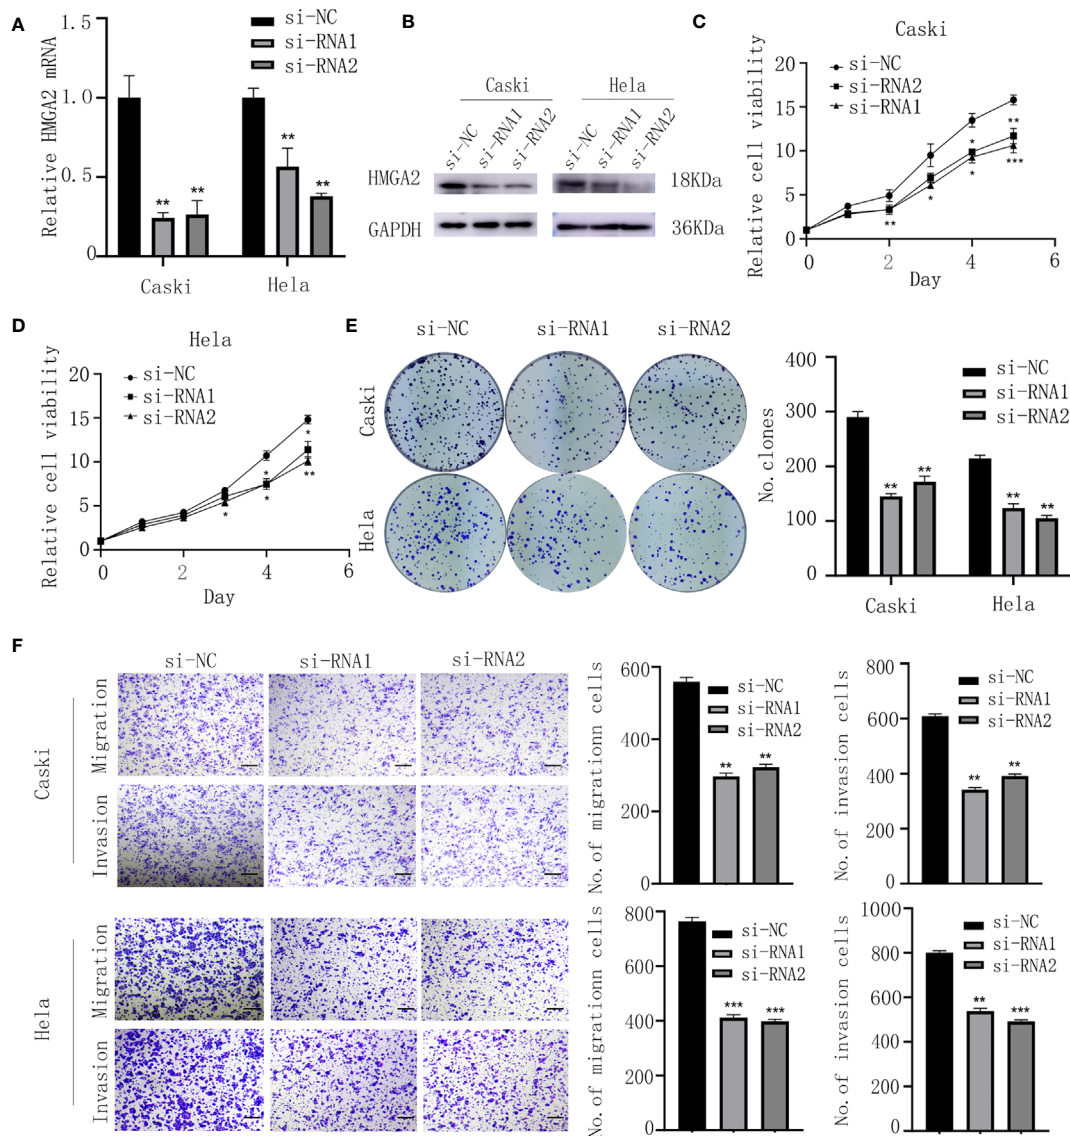 A
Relative HMGA2 mRNA
1.5
1.0
0.5
0
si-NC
si-RNA1
si-RNA2
**
**
**
**
Caski
Hela
B
Caski
Hela
si-NC
si-RNA1
si-RNA2
si-NC
si-RNA1
si-RNA2
HMGA2
18KDa
GAPDH
36KDa
C
Caski
si-NC
si-RNA2
si-RNA1
Relative cell viability
20
15
10
5
0
**
*
*
*
**
***
0
2
4
6
Day
D
Hela
si-NC
si-RNA1
si-RNA2
Relative cell viability
20
15
10
5
0
*
*
*
*
**
0
2
4
6
Day
E
si-NC
si-RNA1
si-RNA2
Caski
Hela
No.clones
400
300
200
100
0
si-NC
si-RNA1
si-RNA2
**
**
**
**
Caski
Hela
F
si-NC
si-RNA1
si-RNA2
Caski
Migration
Invasion
Hela
Migration
Invasion
No. of migrationn cells
600
400
200
0
si-NC
si-RNA1
si-RNA2
**
**
No. of invasion cells
800
600
400
200
0
si-NC
si-RNA1
si-RNA2
**
**
No. of migrationn cells
800
600
400
200
0
si-NC
si-RNA1
si-RNA2
***
***
No. of invasion cells
1000
800
600
400
200
0
si-NC
si-RNA1
si-RNA2
**
***